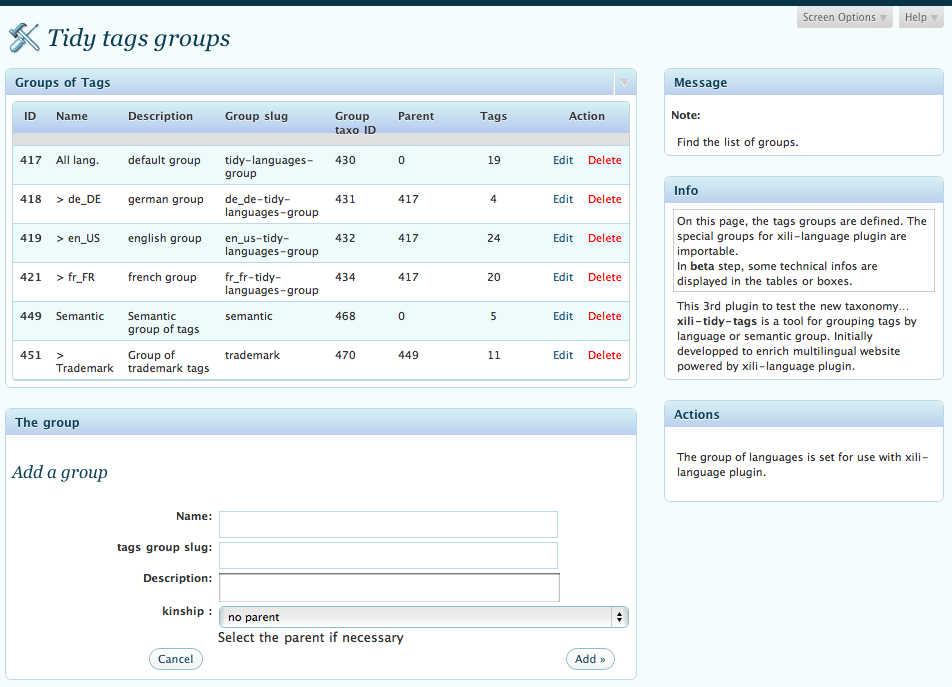 Screen Options
Help
Tidy tags groups
Groups of Tags
ID Name Description Group slug Group taxo ID Parent Tags Action
417 All lang. default group tidy-languages-group 430 0 19 Edit Delete
418 > de_DE german group de_de-tidy-languages-group 431 417 4 Edit Delete
419 > en_US english group en_us-tidy-languages-group 432 417 24 Edit Delete
421 > fr_FR french group fr_fr-tidy-languages-group 434 417 20 Edit Delete
449 Semantic Semantic group of tags semantic 468 0 5 Edit Delete
451 > Trademark Group of trademark tags trademark 470 449 11 Edit Delete
The group
Add a group
Name:
tags group slug:
Description:
kinship :
no parent
Select the parent if necessary
Cancel
Add »
Message
Note:
Find the list of groups.
Info
On this page, the tags groups are defined. The
special groups for xili-language plugin are
importable.
In beta step, some technical infos are
displayed in the tables or boxes.
This 3rd plugin to test the new taxonomy...
xili-tidy-tags is a tool for grouping tags by
language or semantic group. Initially
developped to enrich multilingual website
powered by xili-language plugin.
Actions
The group of languages is set for use with xili-
language plugin.